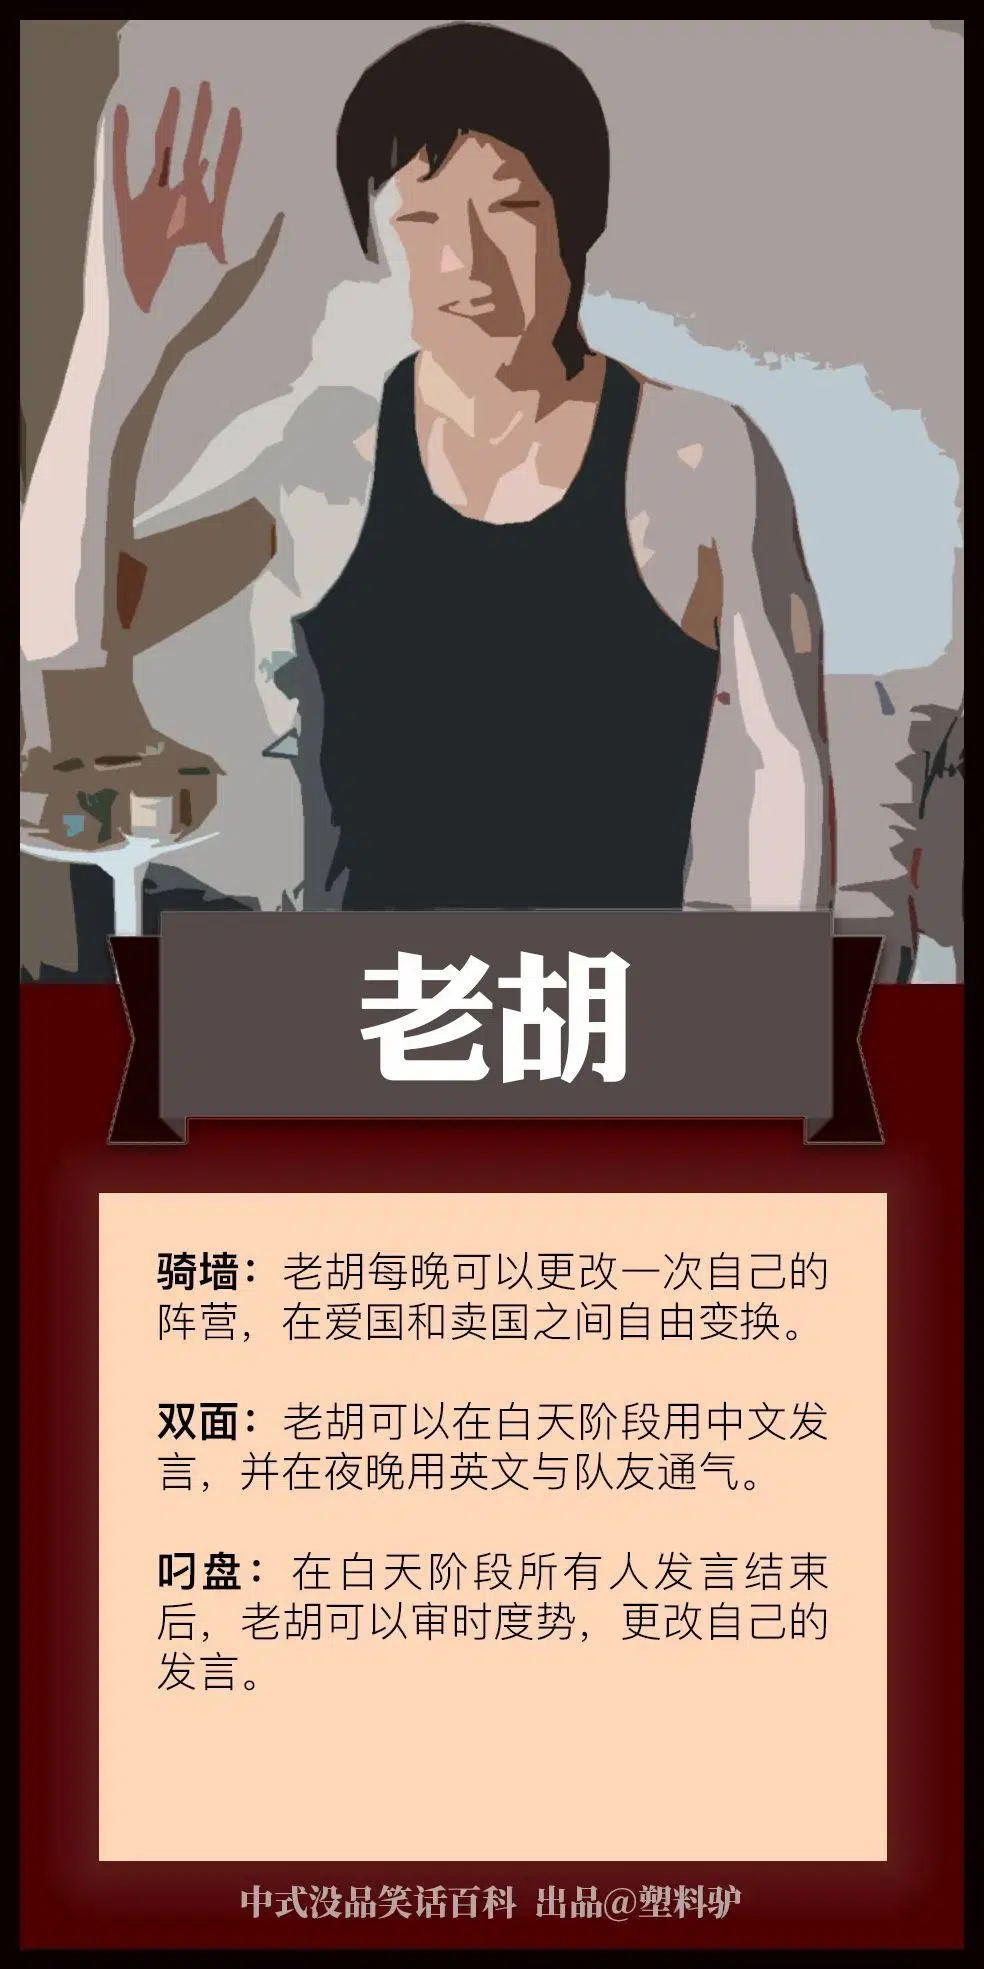 老胡
骑墙：老胡每晚可以更改一次自己的
阵营，在爱国和卖国之间自由变换。
双面：老胡可以在白天阶段用中文发
言，并在夜晚用英文与队友通气。
叼盘：在白天阶段所有人发言结束
后，老胡可以审时度势，更改自己的
发言。
中式没品笑话百科 出品@塑料驴